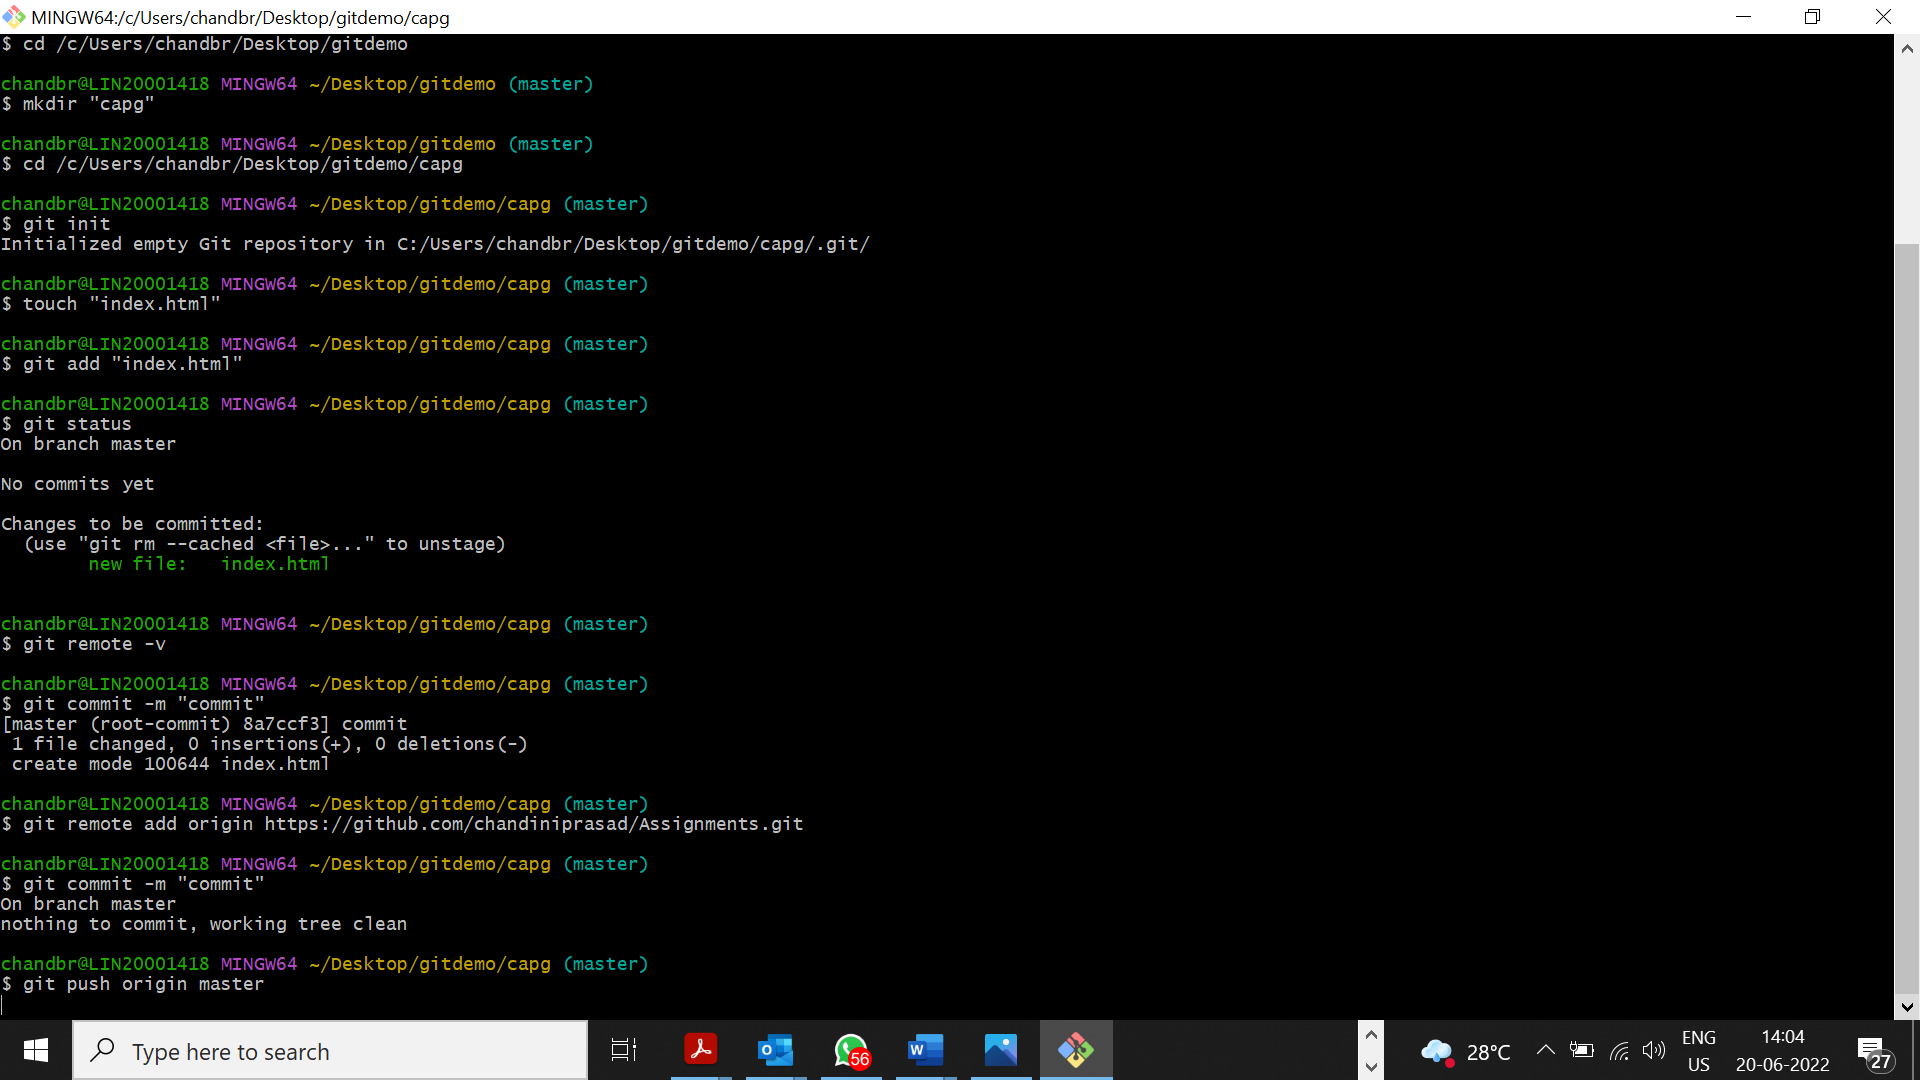 MINGW64:/c/Users/chandbr/Desktop/gitdemo/capg
$ cd /c/Users/chandbr/Desktop/gitdemo
chandbr@LIN20001418 MINGW64 ~/Desktop/gitdemo (master)
$ mkdir "capg"
chandbr@LIN20001418 MINGW64 ~/Desktop/gitdemo (master)
$ cd /c/Users/chandbr/Desktop/gitdemo/capg
chandbr@LIN20001418 MINGW64 ~/Desktop/gitdemo/capg (master)
$ git init
Initialized empty Git repository in C:/Users/chandbr/Desktop/gitdemo/capg/.git/
chandbr@LIN20001418 MINGW64 ~/Desktop/gitdemo/capg (master)
$ touch "index.html"
chandbr@LIN20001418 MINGW64 ~/Desktop/gitdemo/capg (master)
$ git add "index.html"
chandbr@LIN20001418 MINGW64 ~/Desktop/gitdemo/capg (master)
$ git status
On branch master
No commits yet
Changes to be committed:
  (use "git rm --cached <file>..." to unstage)
        new file:   index.html
chandbr@LIN20001418 MINGW64 ~/Desktop/gitdemo/capg (master)
$ git remote -v
chandbr@LIN20001418 MINGW64 ~/Desktop/gitdemo/capg (master)
$ git commit -m "commit"
[master (root-commit) 8a7ccf3] commit
 1 file changed, 0 insertions(+), 0 deletions(-)
 create mode 100644 index.html
chandbr@LIN20001418 MINGW64 ~/Desktop/gitdemo/capg (master)
$ git remote add origin https://github.com/chandiniprasad/Assignments.git
chandbr@LIN20001418 MINGW64 ~/Desktop/gitdemo/capg (master)
$ git commit -m "commit"
On branch master
nothing to commit, working tree clean
chandbr@LIN20001418 MINGW64 ~/Desktop/gitdemo/capg (master)
$ git push origin master
Type here to search
56
28°C
ENG
US
14:04
20-06-2022
27